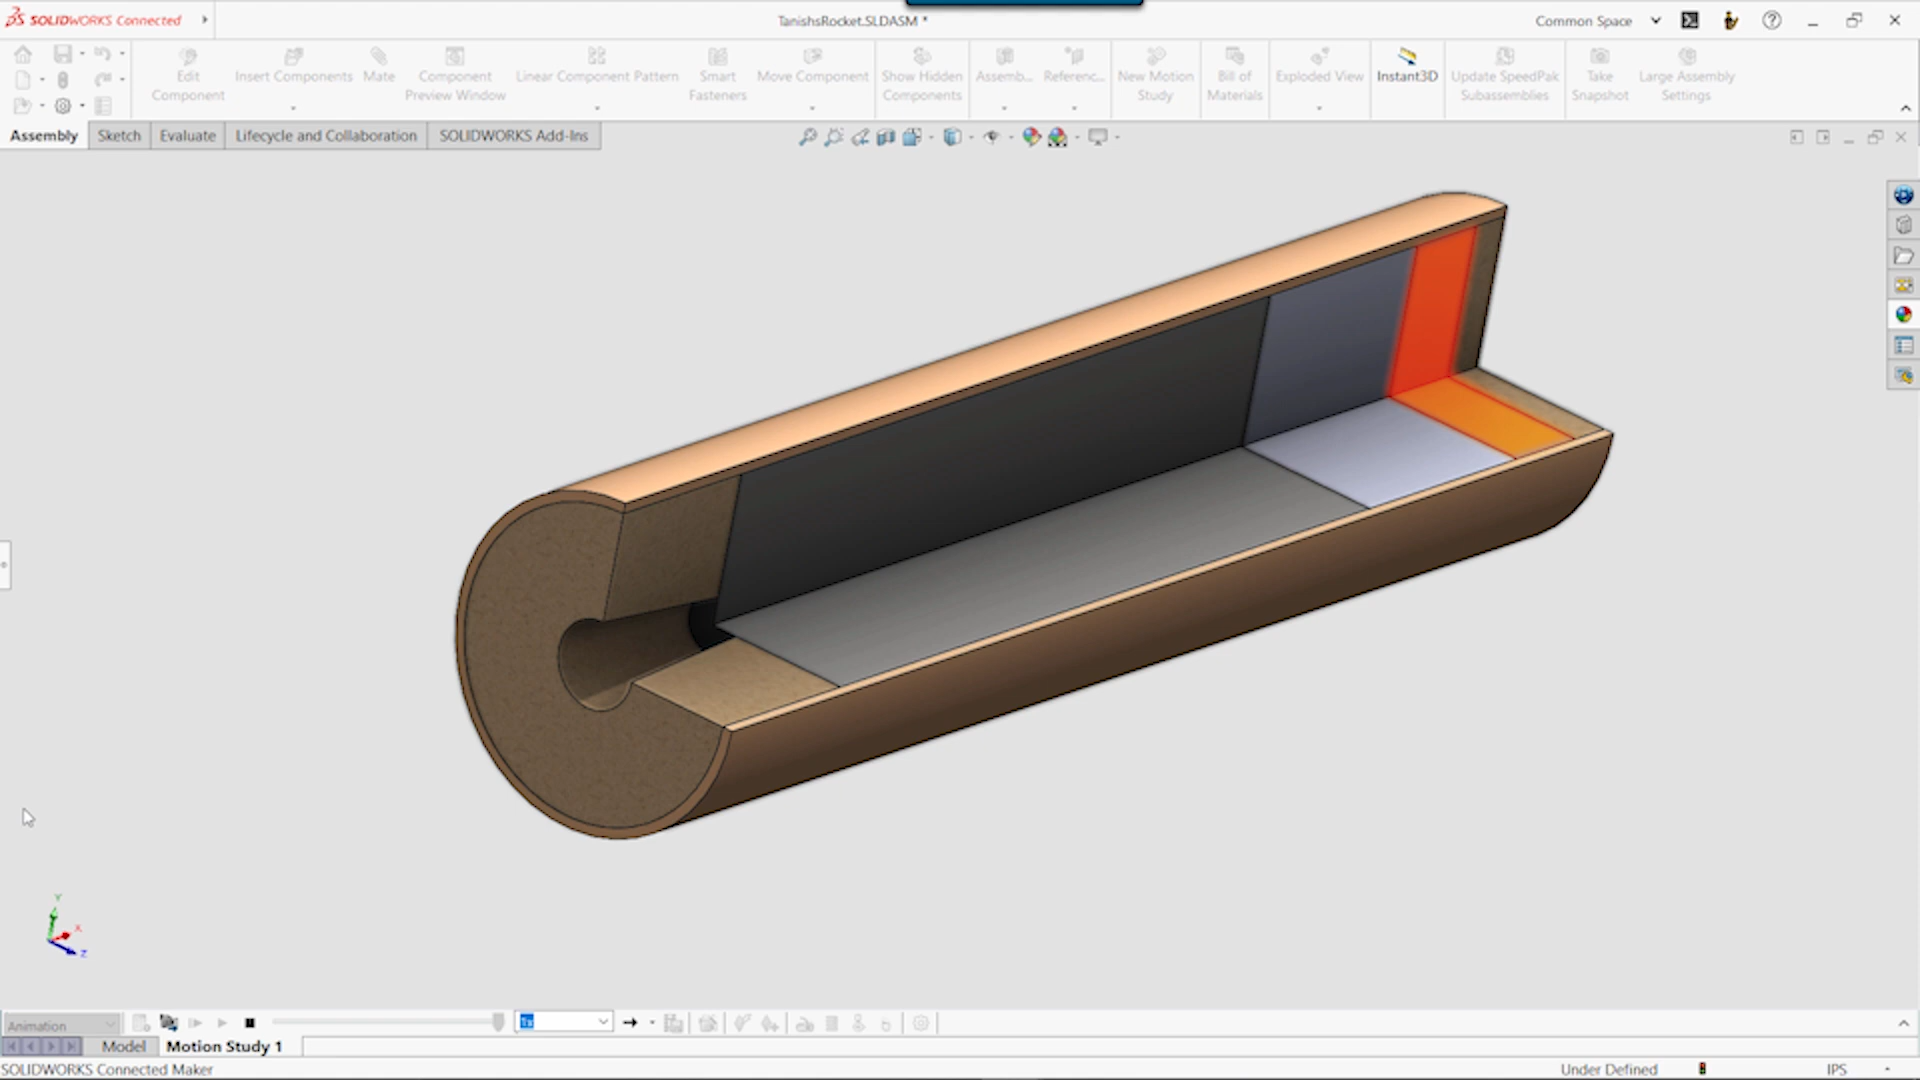 SOLIDWORKS Connected
TanishsRocket.SLDASM *
Common Space
Edit Component
Insert Components
Mate
Component Preview Window
Linear Component Pattern
Smart Fasteners
Move Component
Show Hidden Components
Assemb...
Referenc...
New Motion Study
Bill of Materials
Exploded View
Instant3D
Update SpeedPak Subassemblies
Take Snapshot
Large Assembly Settings
Assembly
Sketch
Evaluate
Lifecycle and Collaboration
SOLIDWORKS Add-Ins
Y
X
Z
Animation
1x
Model
Motion Study 1
SOLIDWORKS Connected Maker
Under Defined
IPS